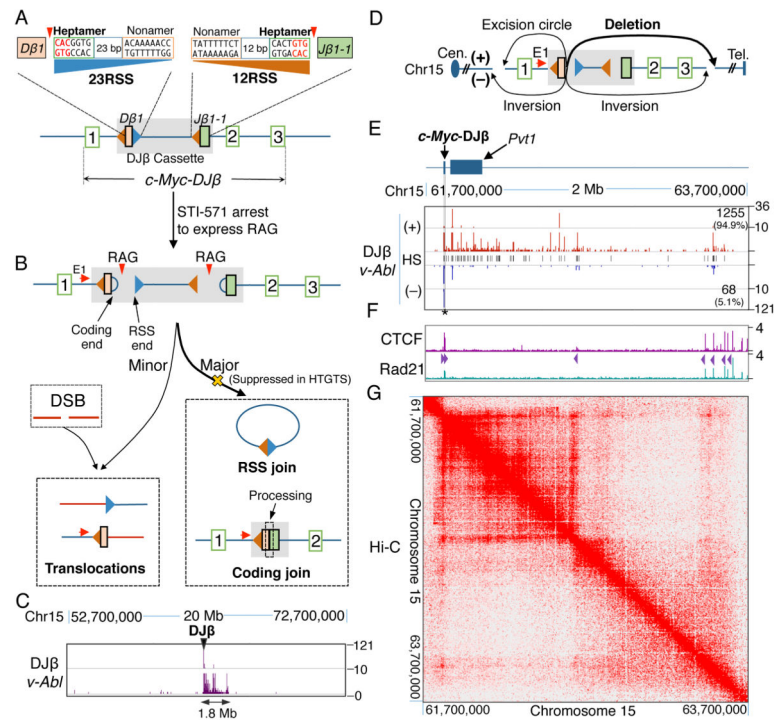 A
Heptamer
Nonamer
Nonamer
Heptamer
Dβ1
CACGGTG
GTGCCAC
23 bp
ACAAAAACC
TGTTTTTGG
TATTTTTCT
ATAAAAAGA
12 bp
CACTGTG
GTGACAC
Jβ1-1
23RSS
12RSS
Dβ1
Jβ1-1
1
2
3
DJβ Cassette
c-Myc-DJβ
STI-571 arrest
to express RAG
B
RAG
RAG
E1
1
2
3
Coding
end
RSS
end
Minor
Major
(Suppressed in HTGTS)
DSB
RSS join
Processing
1
2
Translocations
Coding join
C
Chr15
52,700,000
20 Mb
72,700,000
DJβ
DJβ
v-Abl
121
10
10
0
1.8 Mb
D
Excision circle
Deletion
Cen.
(+)
E1
Tel.
Chr15
(−)
1
2
3
Inversion
Inversion
E
c-Myc-DJβ
Pvt1
Chr15
61,700,000
2 Mb
63,700,000
36
(+)
1255
(94.9%)
10
DJβ
v-Abl
HS
(−)
68
(5.1%)
10
121
*
F
CTCF
4
Rad21
4
G
61,700,000
Chromosome 15
63,700,000
Hi-C
61,700,000
Chromosome 15
63,700,000